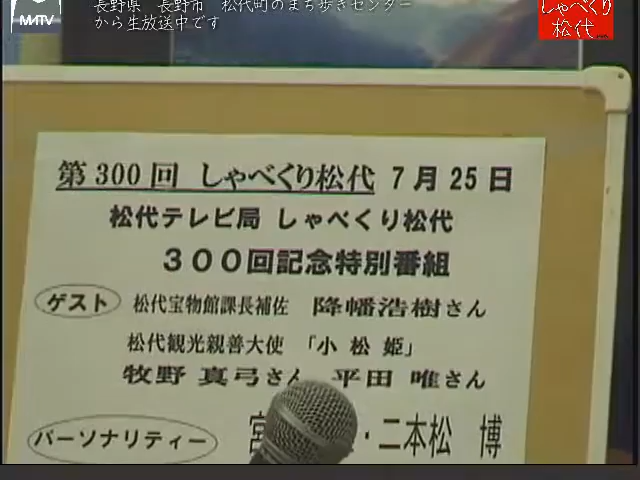 長野県 長野市 松代町のまち歩きセンター
から生放送中です
MATV
しゃべくり
松代
第300回 しゃべくり松代 7月25日
松代テレビ局 しゃべくり松代
300回記念特別番組
ゲスト 松代宝物館課長補佐 降幡浩樹さん
松代観光親善大使 「小松姫」
牧野 真弓さん 平田 唯さん
パーソナリティー 宮 ・二本松 博